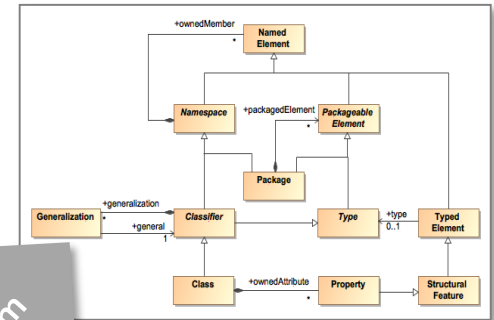 +ownedMember
*
Named
Element
Namespace
+packagedElement
*
Packageable
Element
Package
Generalization
+generalization
*
+general
1
Classifier
Type
+type
0..1
Typed
Element
Class
+ownedAttribute
*
Property
Structural
Feature
m